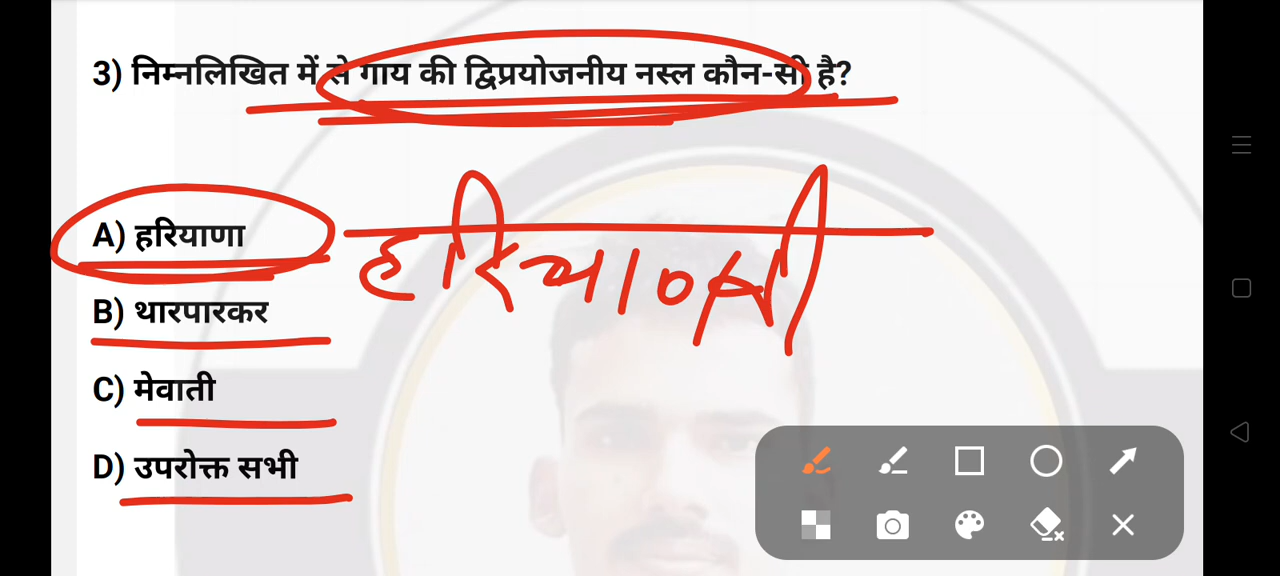 3) निम्नलिखित में से गाय की द्विप्रयोजनीय नस्ल कौन-सी है?
A) हरियाणा
हरियाणवी
B) थारपारकर
C) मेवाती
D) उपरोक्त सभी